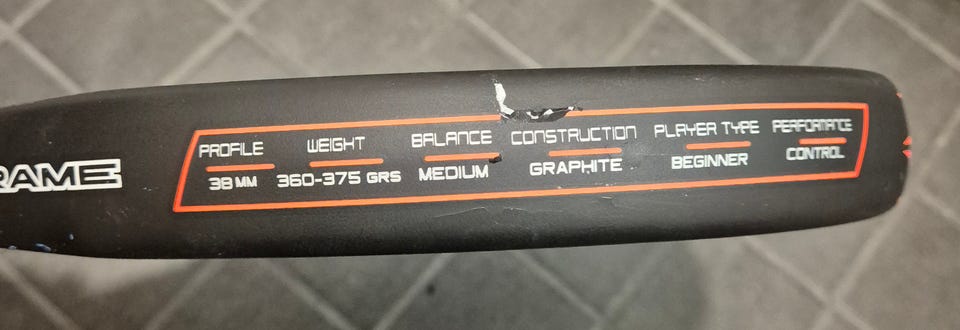 RAME
PROFILE
38 MM
WEIGHT
360-375 GRS
BALANCE
MEDIUM
CONSTRUCTION
GRAPHITE
PLAYER TYPE
BEGINNER
PERFORMANCE
CONTROL